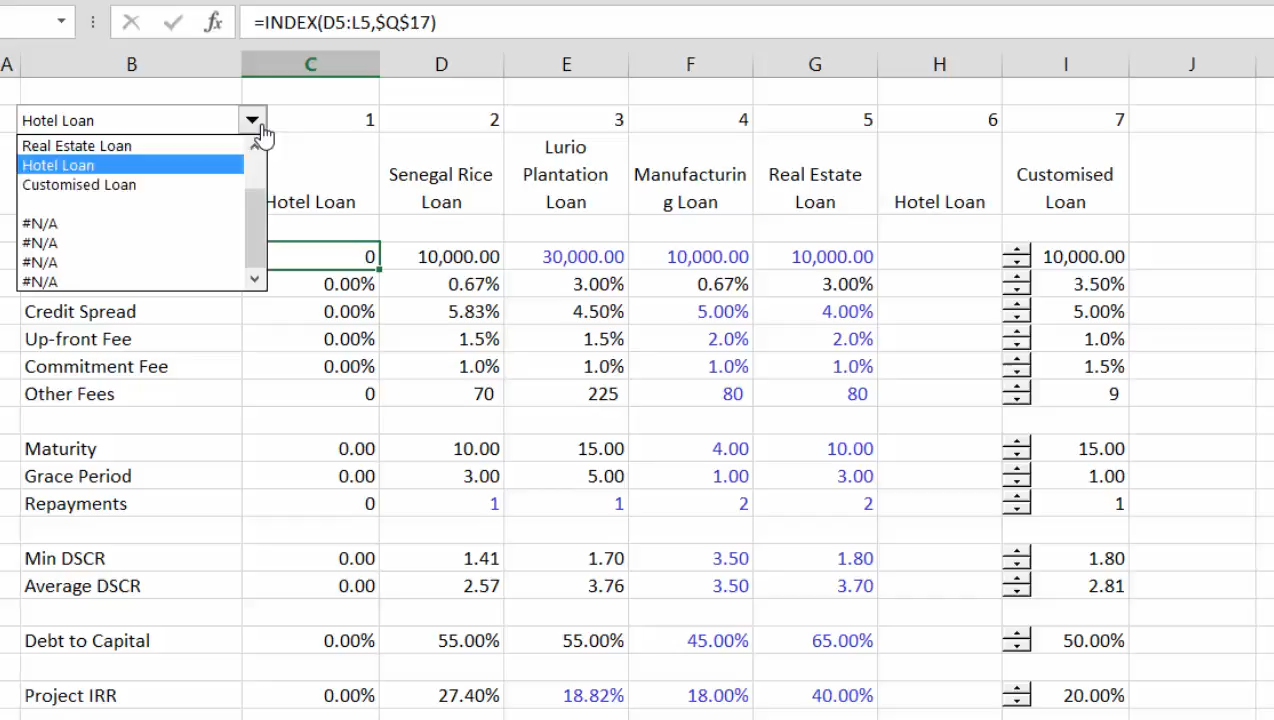 fx =INDEX(D5:L5,$Q$17)
A B C D E F G H I J
Hotel Loan 1 2 3 4 5 6 7
Real Estate Loan
Hotel Loan
Customised Loan
#N/A
#N/A
#N/A
#N/A
Hotel Loan Senegal Rice Loan Lurio Plantation Loan Manufacturin g Loan Real Estate Loan Hotel Loan Customised Loan
0 10,000.00 30,000.00 10,000.00 10,000.00 10,000.00
0.00% 0.67% 3.00% 0.67% 3.00% 3.50%
Credit Spread 0.00% 5.83% 4.50% 5.00% 4.00% 5.00%
Up-front Fee 0.00% 1.5% 1.5% 2.0% 2.0% 1.0%
Commitment Fee 0.00% 1.0% 1.0% 1.0% 1.0% 1.5%
Other Fees 0 70 225 80 80 9
Maturity 0.00 10.00 15.00 4.00 10.00 15.00
Grace Period 0.00 3.00 5.00 1.00 3.00 1.00
Repayments 0 1 1 2 2 1
Min DSCR 0.00 1.41 1.70 3.50 1.80 1.80
Average DSCR 0.00 2.57 3.76 3.50 3.70 2.81
Debt to Capital 0.00% 55.00% 55.00% 45.00% 65.00% 50.00%
Project IRR 0.00% 27.40% 18.82% 18.00% 40.00% 20.00%